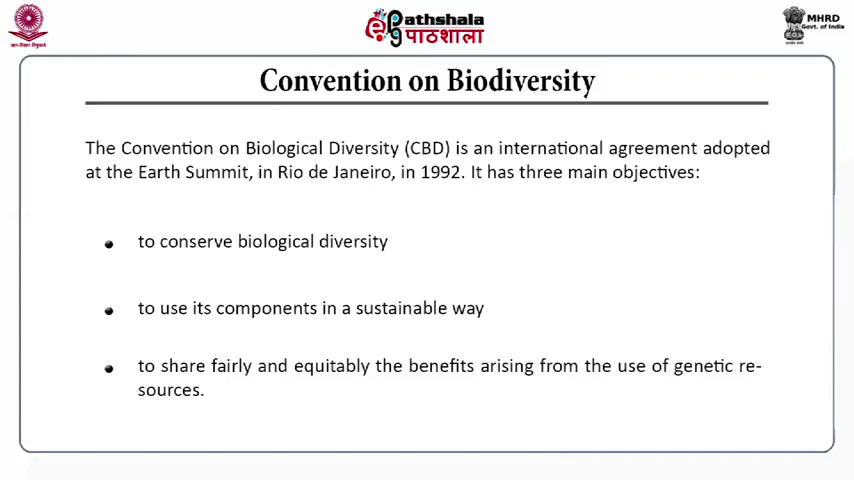 Pathshala
पाठशाला
MHRD
Govt. of India
Convention on Biodiversity
The Convention on Biological Diversity (CBD) is an international agreement adopted
at the Earth Summit, in Rio de Janeiro, in 1992. It has three main objectives:
to conserve biological diversity
to use its components in a sustainable way
to share fairly and equitably the benefits arising from the use of genetic re-
sources.